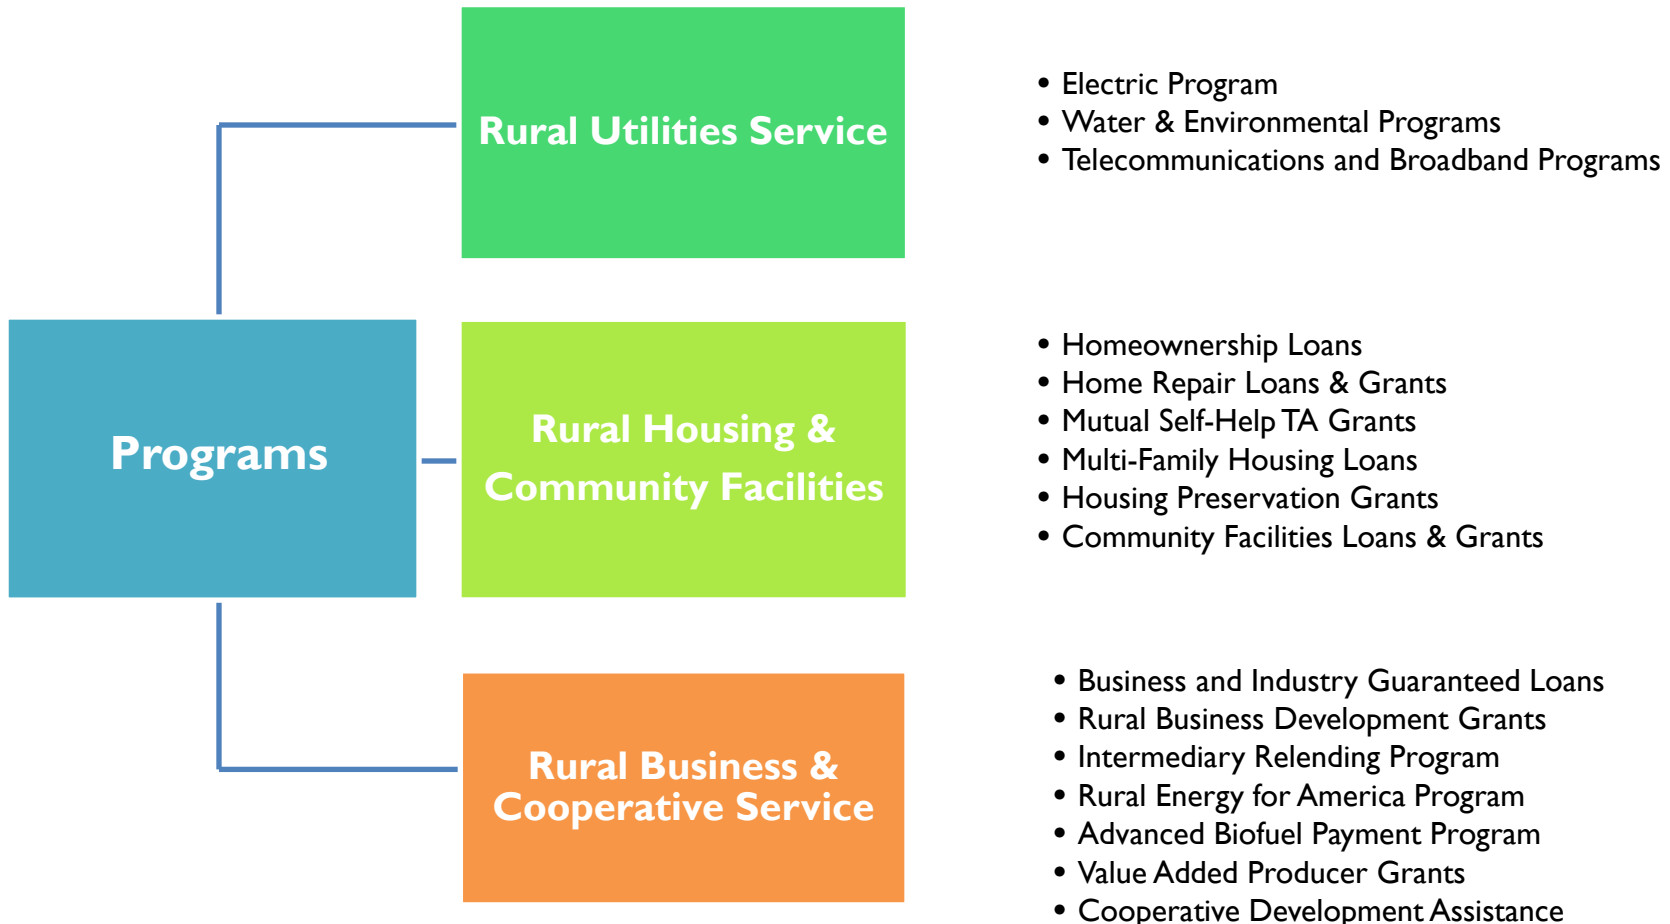 Programs
Rural Utilities Service
• Electric Program
• Water & Environmental Programs
• Telecommunications and Broadband Programs
Rural Housing &
Community Facilities
• Homeownership Loans
• Home Repair Loans & Grants
• Mutual Self-Help TA Grants
• Multi-Family Housing Loans
• Housing Preservation Grants
• Community Facilities Loans & Grants
Rural Business &
Cooperative Service
• Business and Industry Guaranteed Loans
• Rural Business Development Grants
• Intermediary Relending Program
• Rural Energy for America Program
• Advanced Biofuel Payment Program
• Value Added Producer Grants
• Cooperative Development Assistance